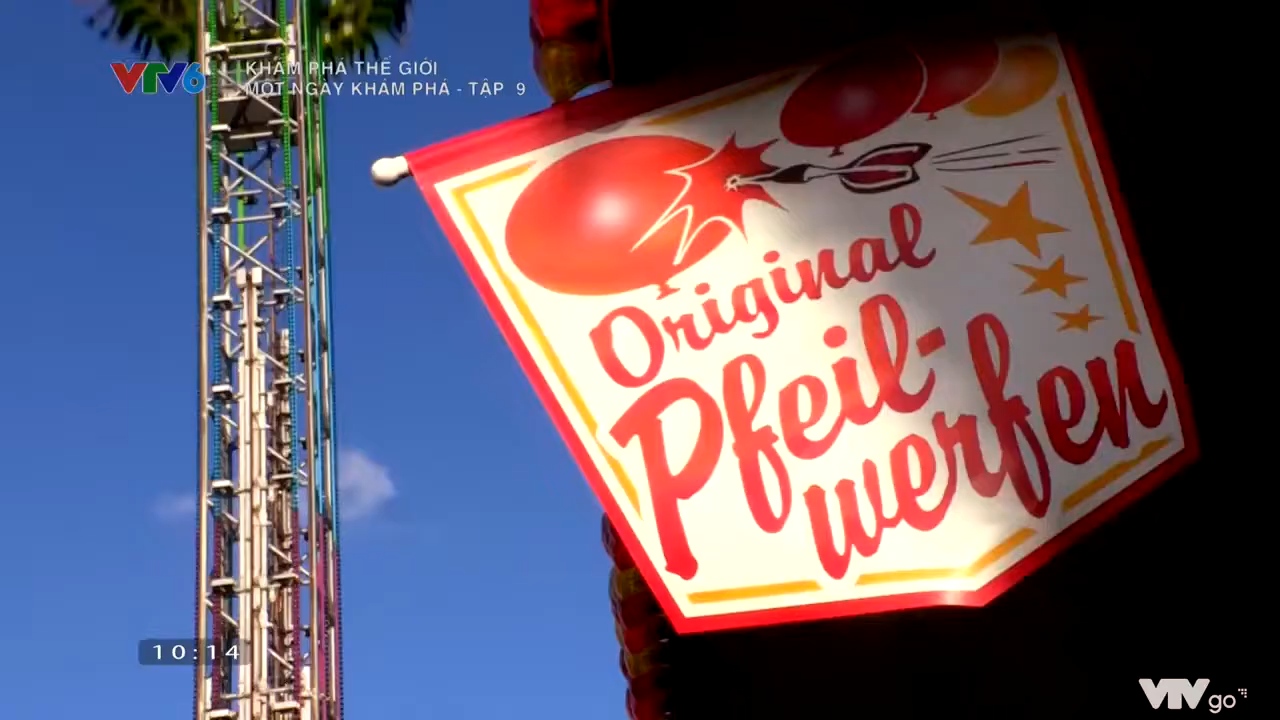 VTV6
KHÁM PHÁ THẾ GIỚI
MỘT NGÀY KHÁM PHÁ - TẬP 9
Original
Pfeil-
werfen
10:14
VTVgo